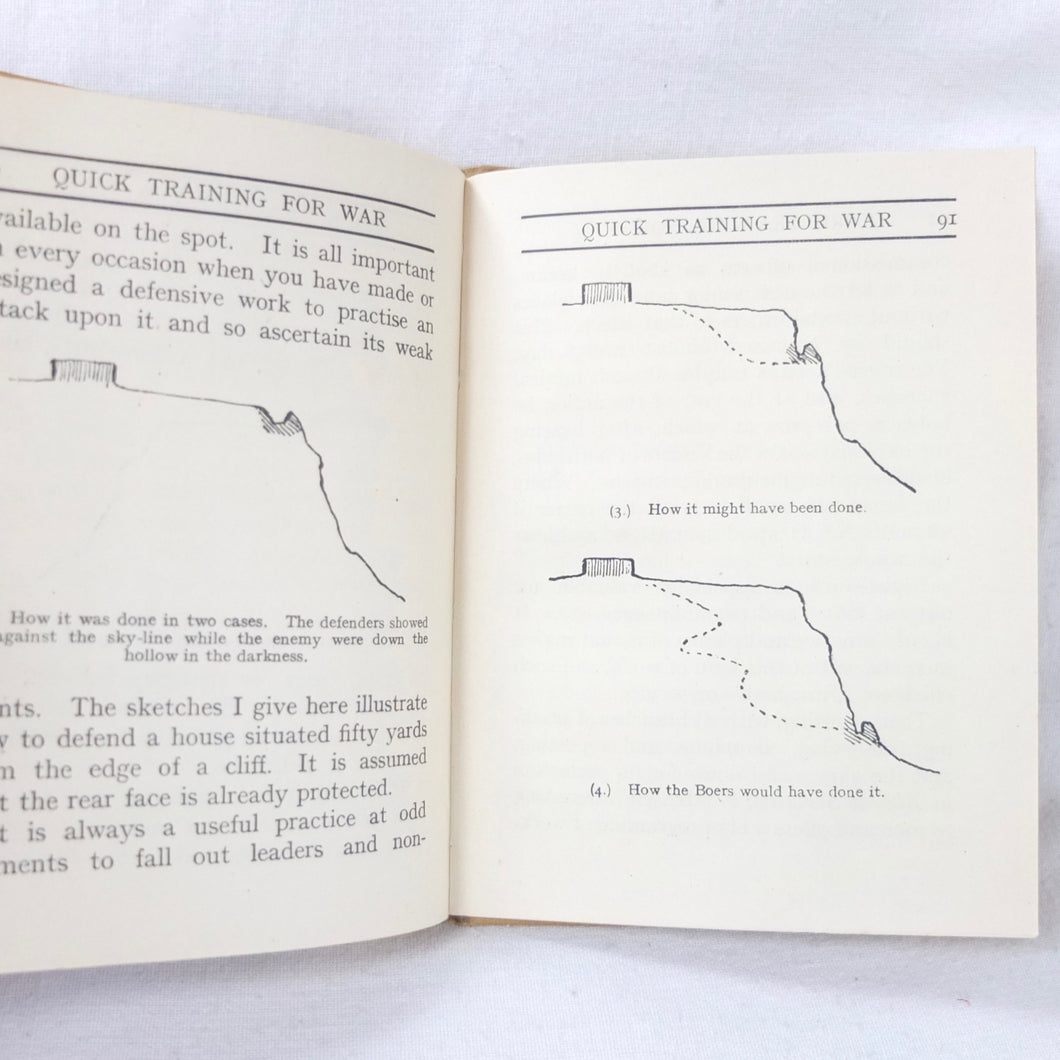 QUICK TRAINING FOR WAR
on the spot. It is all important
every occasion when you have made or
a defensive work to practise an
upon it and so ascertain its weak
How it was done in two cases. The defenders showed
against the sky-line while the enemy were down the
hollow in the darkness.
The sketches I give here illustrate
to defend a house situated fifty yards
the edge of a cliff. It is assumed
the rear face is already protected.
is always a useful practice at odd
to fall out leaders and non-
QUICK TRAINING FOR WAR 91
(3.) How it might have been done.
(4.) How the Boers would have done it.